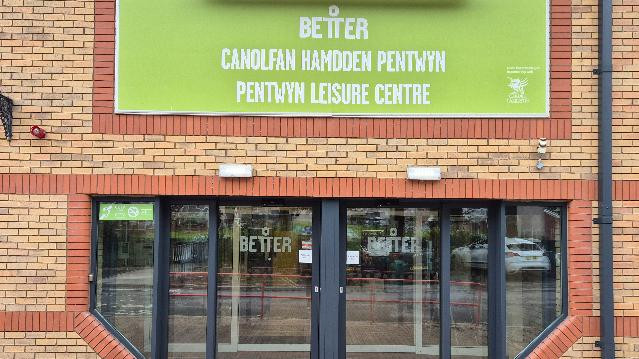 BETTER
CANOLFAN HAMDDEN PENTWYN
PENTWYN LEISURE CENTRE
BETTER
BETTER